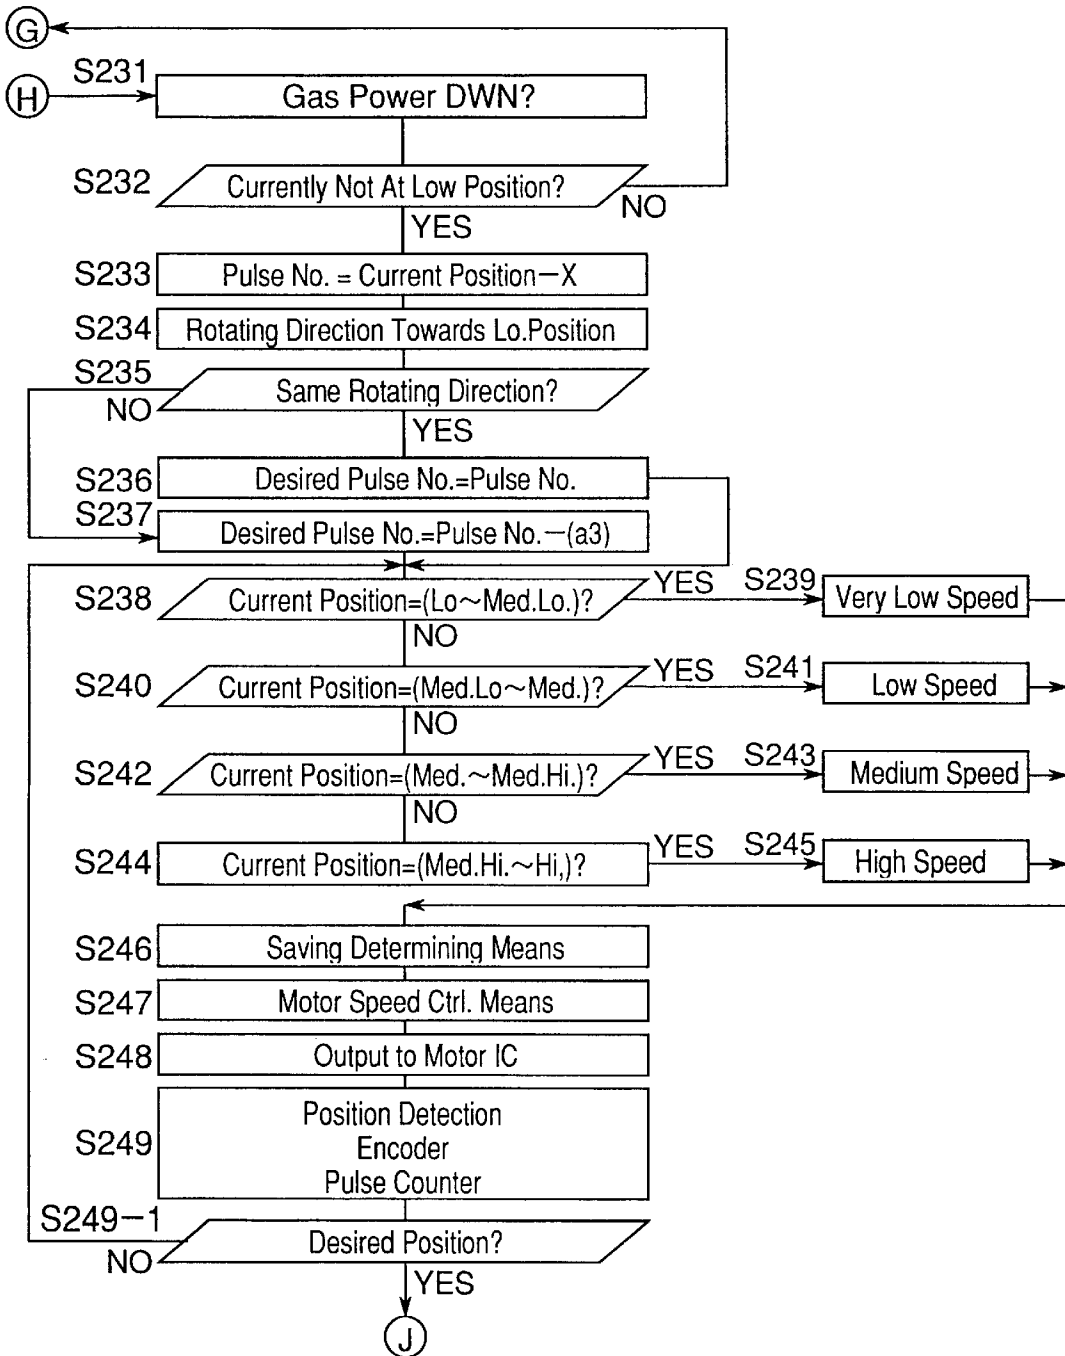 G
S231
H
Gas Power DWN?
S232
Currently Not At Low Position?
NO
YES
S233
Pulse No. = Current Position－X
S234
Rotating Direction Towards Lo.Position
S235
Same Rotating Direction?
NO
YES
S236
Desired Pulse No.=Pulse No.
S237
Desired Pulse No.=Pulse No.－(a3)
S238
Current Position=(Lo～Med.Lo.)?
YES
S239
Very Low Speed
NO
S240
Current Position=(Med.Lo～Med.)?
YES
S241
Low Speed
NO
S242
Current Position=(Med.～Med.Hi.)?
YES
S243
Medium Speed
NO
S244
Current Position=(Med.Hi.～Hi,)?
YES
S245
High Speed
S246
Saving Determining Means
S247
Motor Speed Ctrl. Means
S248
Output to Motor IC
S249
Position Detection
Encoder
Pulse Counter
S249－1
Desired Position?
NO
YES
J